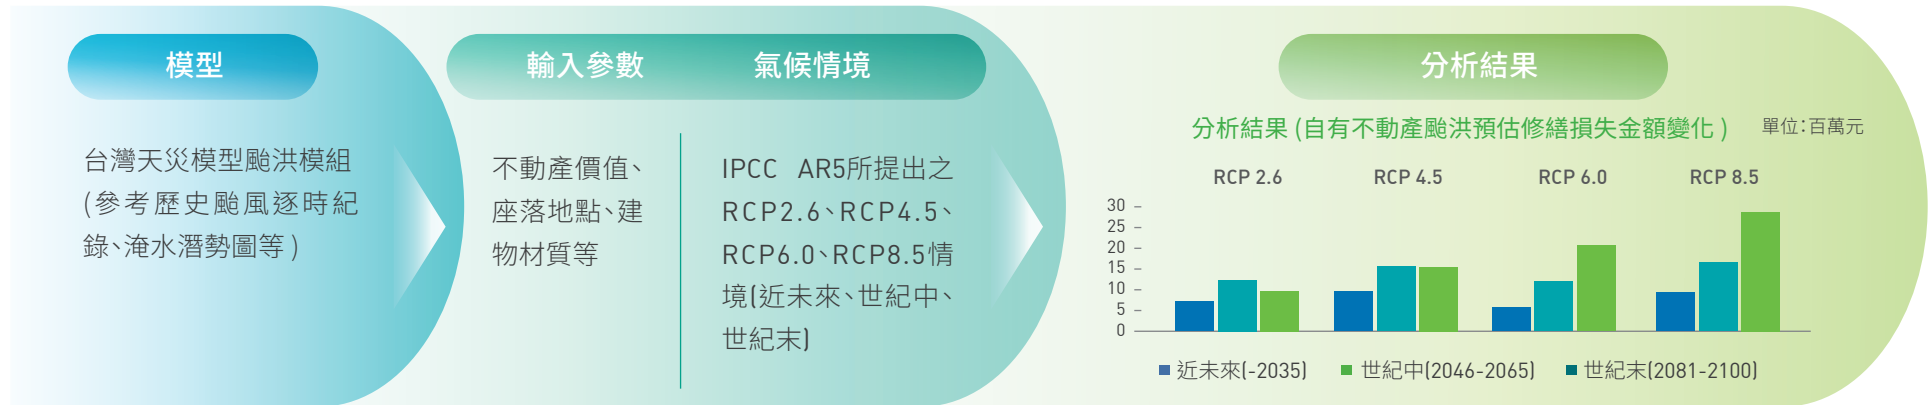 模型
台灣天災模型颱洪模組
(參考歷史颱風逐時紀
錄、淹水潛勢圖等)
輸入參數
不動產價值、
座落地點、建
物材質等
氣候情境
IPCC AR5所提出之
RCP2.6、RCP4.5、
RCP6.0、RCP8.5情
境(近未來、世紀中、
世紀末)
分析結果
分析結果(自有不動產颱洪預估修繕損失金額變化) 單位:百萬元
RCP 2.6 RCP 4.5 RCP 6.0 RCP 8.5
30
25
20
15
10
5
0
近未來(-2035) 世紀中(2046-2065) 世紀末(2081-2100)